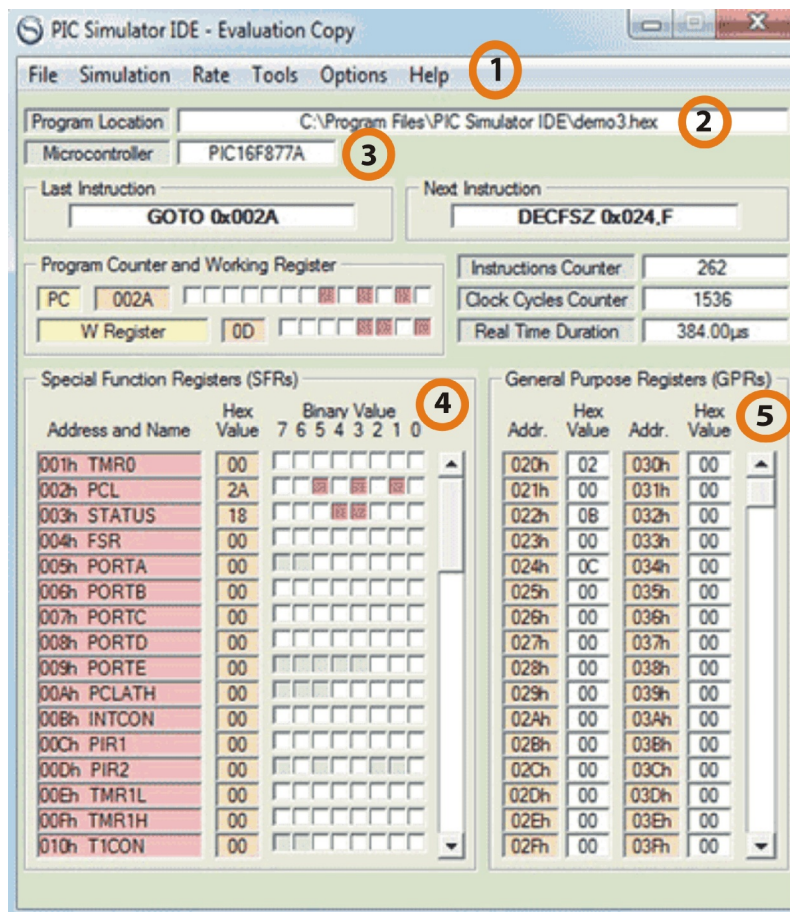 PIC Simulator IDE - Evaluation Copy
File Simulation Rate Tools Options Help 1
Program Location C:\Program Files\PIC Simulator IDE\demo3.hex 2
Microcontroller PIC16F877A 3
Last Instruction Next Instruction
GOTO 0x002A DECFSZ 0x024,F
Program Counter and Working Register Instructions Counter 262
PC 002A Clock Cycles Counter 1536
W Register 0D Real Time Duration 384.00µs
Special Function Registers (SFRs) 4 General Purpose Registers (GPRs) 5
Hex Binary Value Hex Hex
Address and Name Value 7 6 5 4 3 2 1 0 Addr. Value Addr. Value
001h TMR0 00 020h 02 030h 00
002h PCL 2A 021h 00 031h 00
003h STATUS 18 022h 0B 032h 00
004h FSR 00 023h 00 033h 00
005h PORTA 00 024h 0C 034h 00
006h PORTB 00 025h 00 035h 00
007h PORTC 00 026h 00 036h 00
008h PORTD 00 027h 00 037h 00
009h PORTE 00 028h 00 038h 00
00Ah PCLATH 00 029h 00 039h 00
00Bh INTCON 00 02Ah 00 03Ah 00
00Ch PIR1 00 02Bh 00 03Bh 00
00Dh PIR2 00 02Ch 00 03Ch 00
00Eh TMR1L 00 02Dh 00 03Dh 00
00Fh TMR1H 00 02Eh 00 03Eh 00
010h T1CON 00 02Fh 00 03Fh 00